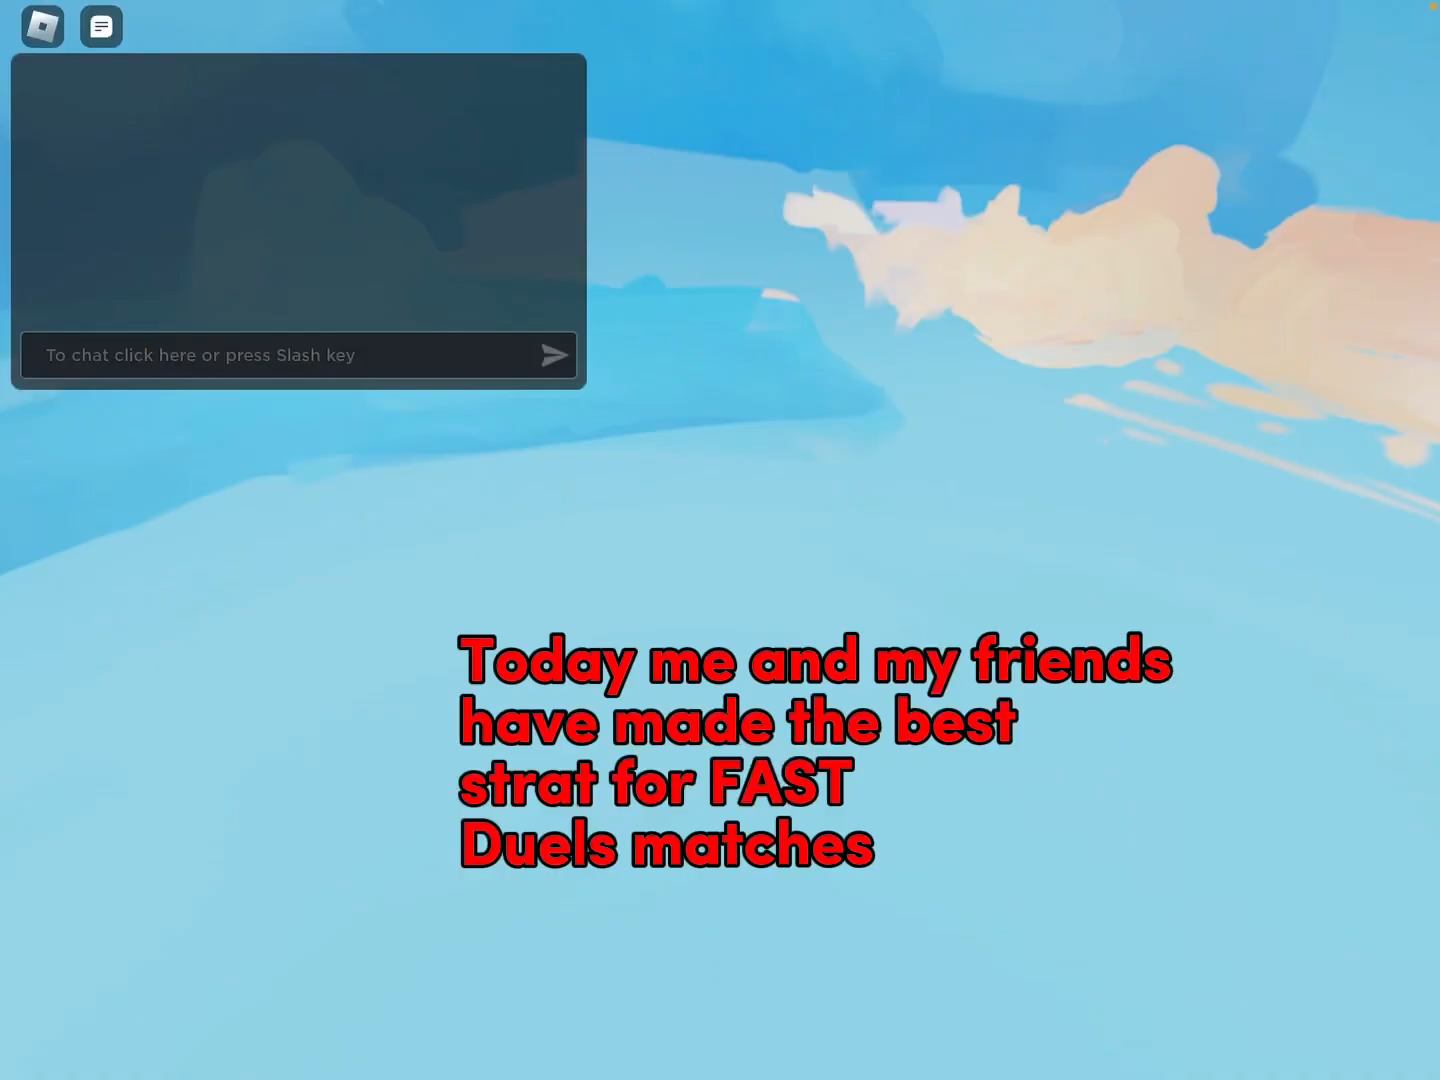 To chat click here or press Slash key
Today me and my friends
have made the best
strat for FAST
Duels matches